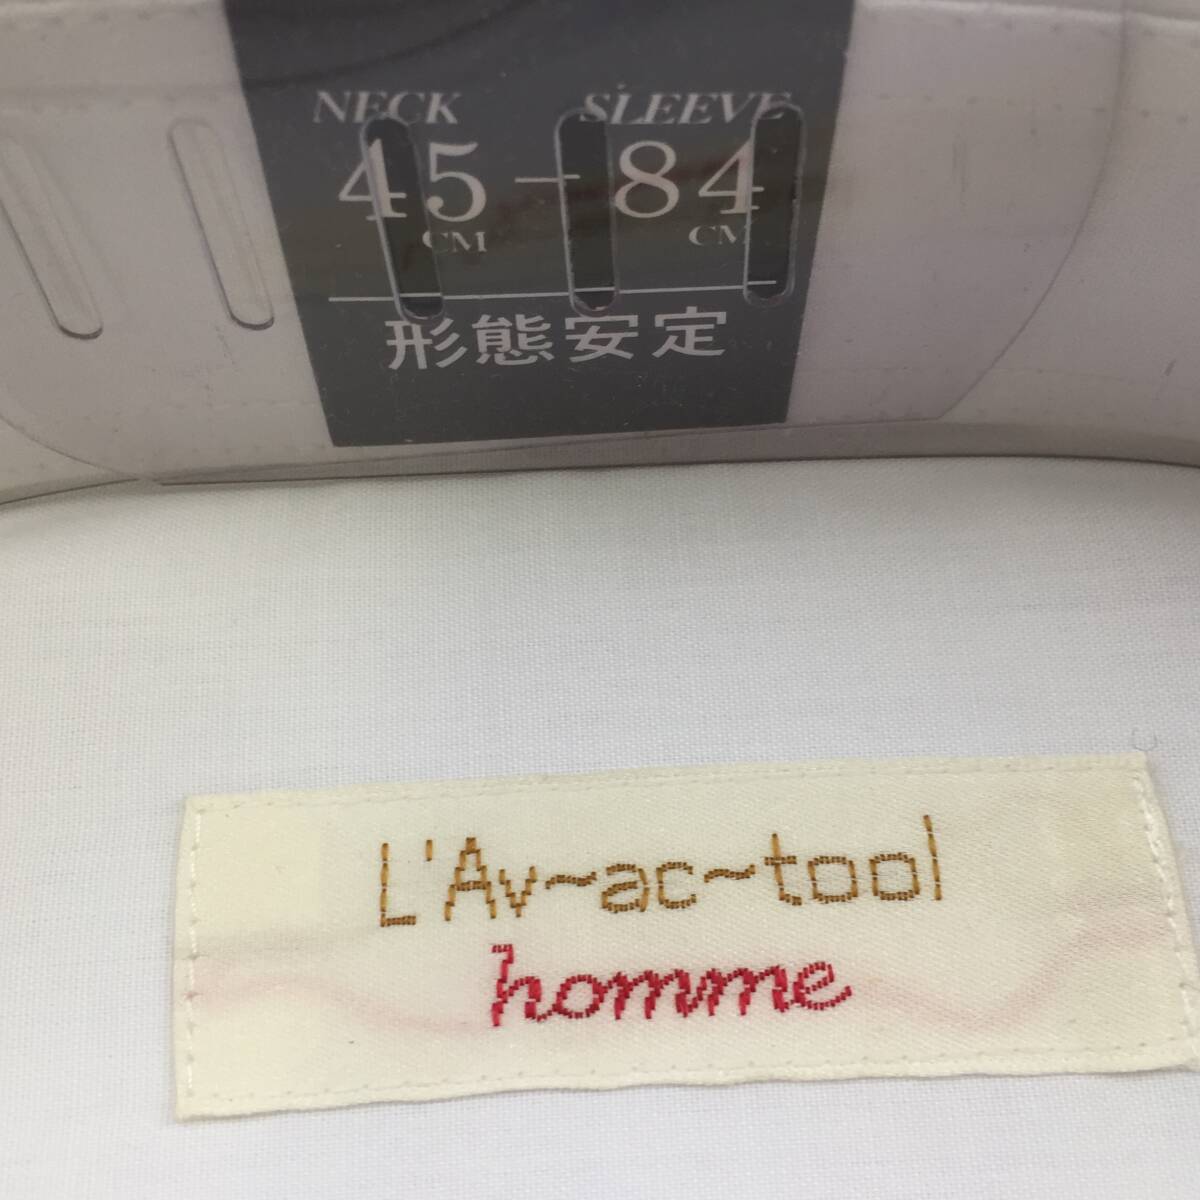 NECK SLEEVE
45-84
CM CM
形態安定
L'Av~ac~tool
homme